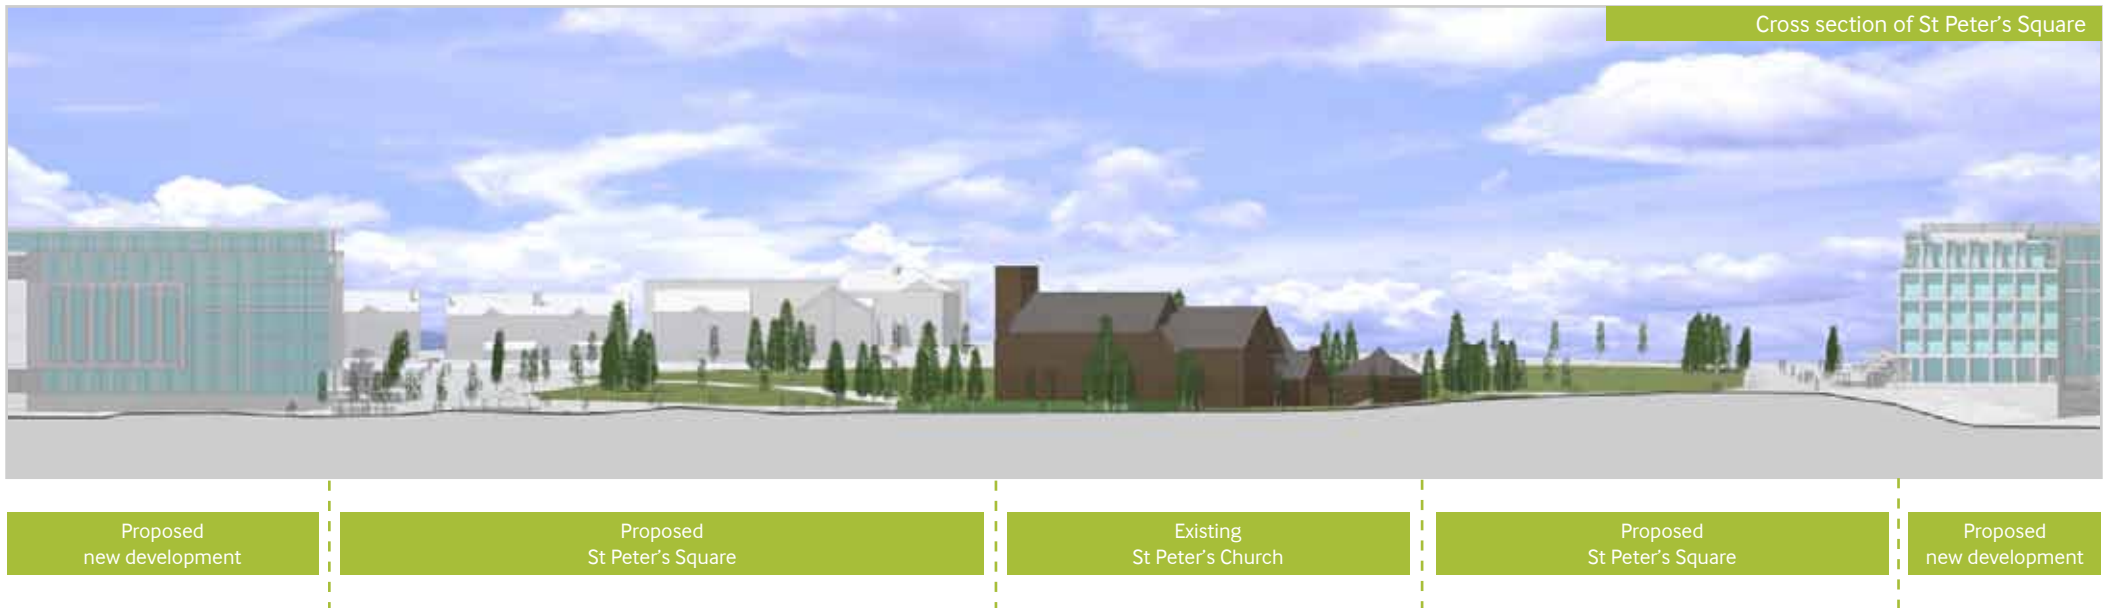 Cross section of St Peter’s Square
Proposed
new development
Proposed
St Peter’s Square
Existing
St Peter’s Church
Proposed
St Peter’s Square
Proposed
new development